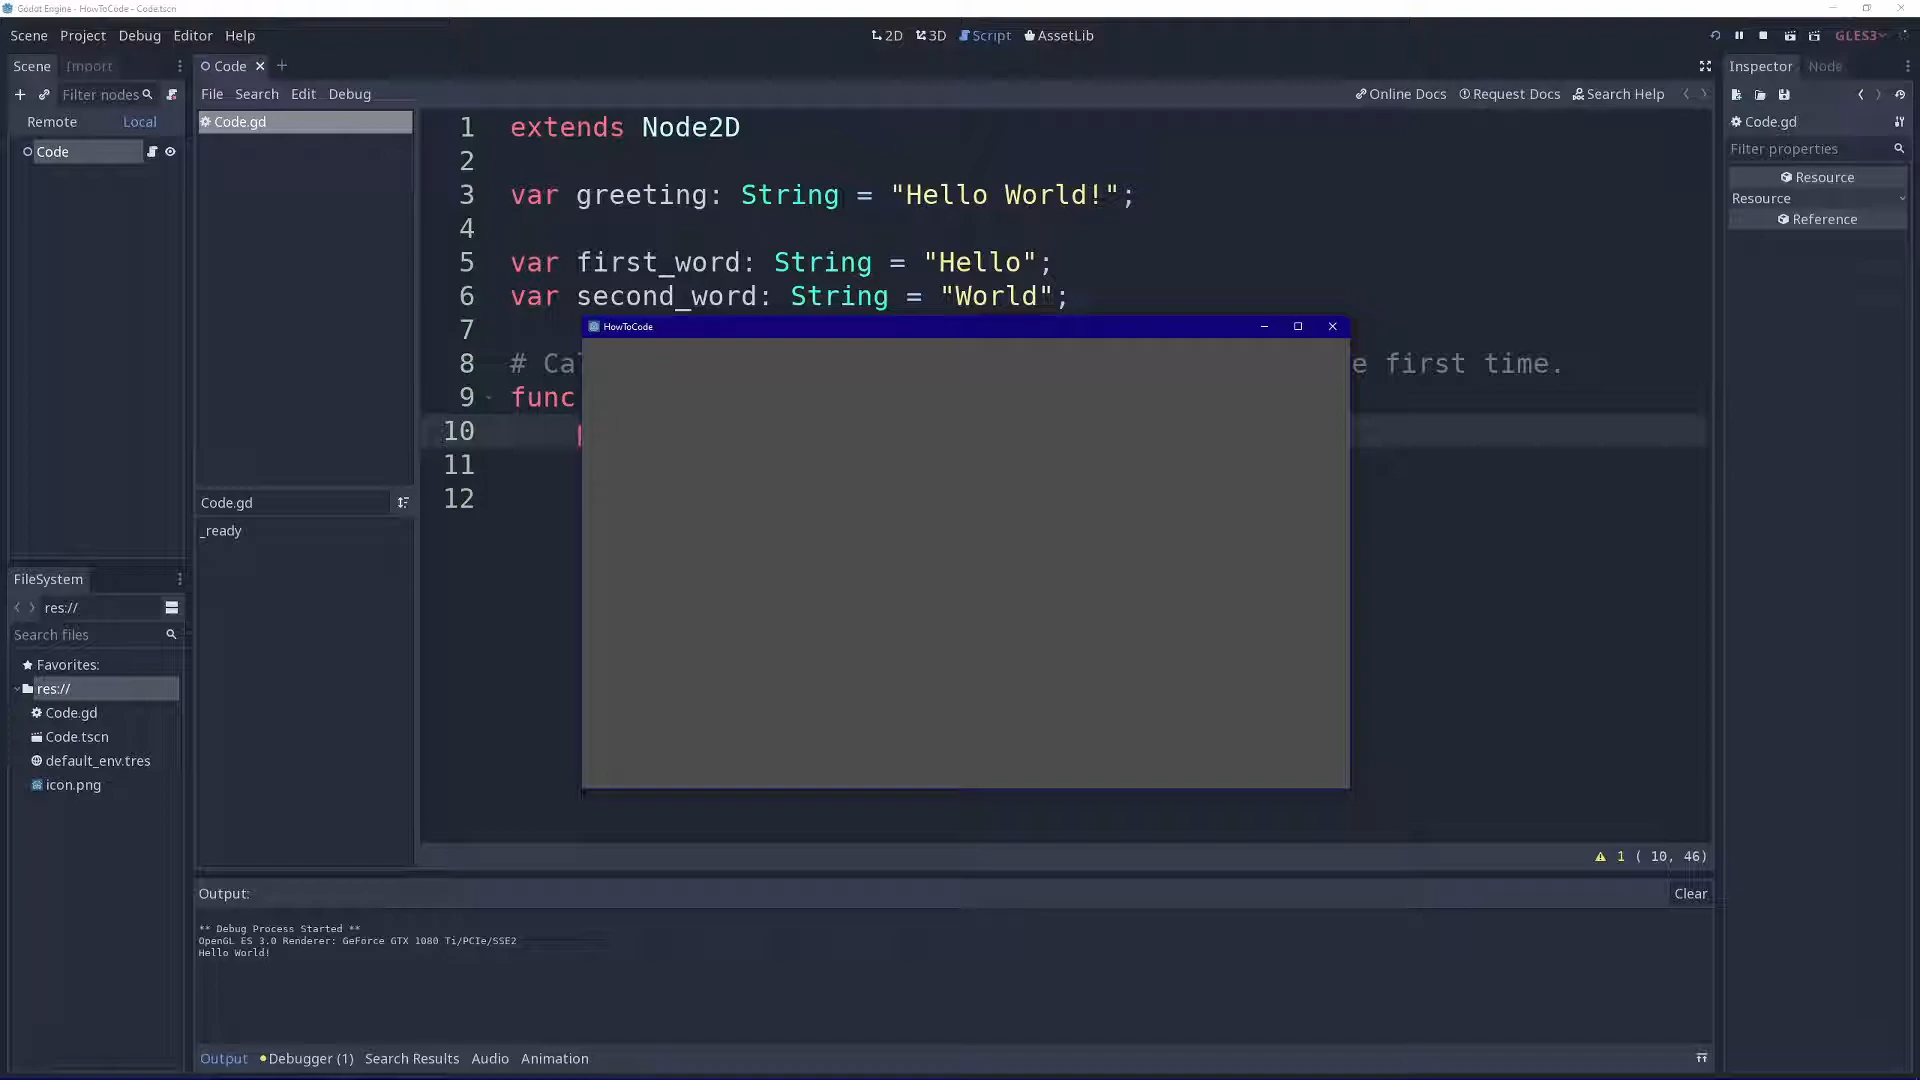 Godot Engine - HowToCode - Code.tscn
Scene Project Debug Editor Help
2D 3D Script AssetLib
GLES3
Scene Import
Code
Inspector Node
Filter nodes
File Search Edit Debug
Online Docs Request Docs Search Help
Remote Local
Code.gd
Code.gd
Code
Filter properties
Resource
Resource
Reference
1 extends Node2D
2
3 var greeting: String = "Hello World!";
4
5 var first_word: String = "Hello";
6 var second_word: String = "World";
7
HowToCode
8 # Ca e first time.
9 func
10
11
12
Code.gd
_ready
FileSystem
res://
Search files
Favorites:
res://
Code.gd
Code.tscn
default_env.tres
icon.png
1 ( 10, 46)
Output:
Clear
** Debug Process Started **
OpenGL ES 3.0 Renderer: GeForce GTX 1080 Ti/PCIe/SSE2
Hello World!
Output Debugger (1) Search Results Audio Animation